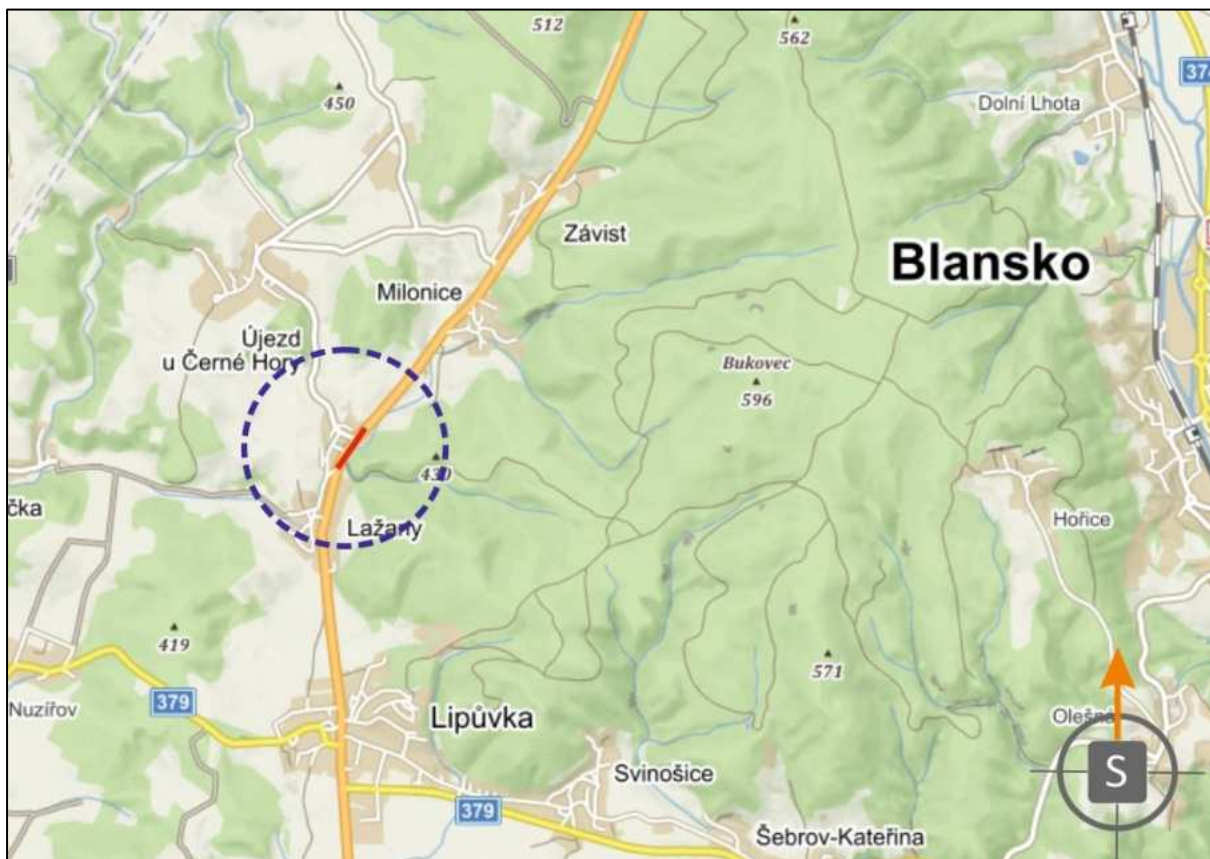 512
562
374
450
Dolní Lhota
Závist
Blansko
Milonice
Újezd
u Černé Hory
Bukovec
596
430
čka
Lažany
Hořice
419
571
379
Nuzířov
Lipůvka
Olešná
Svinošice
S
379
Šebrov-Kateřina